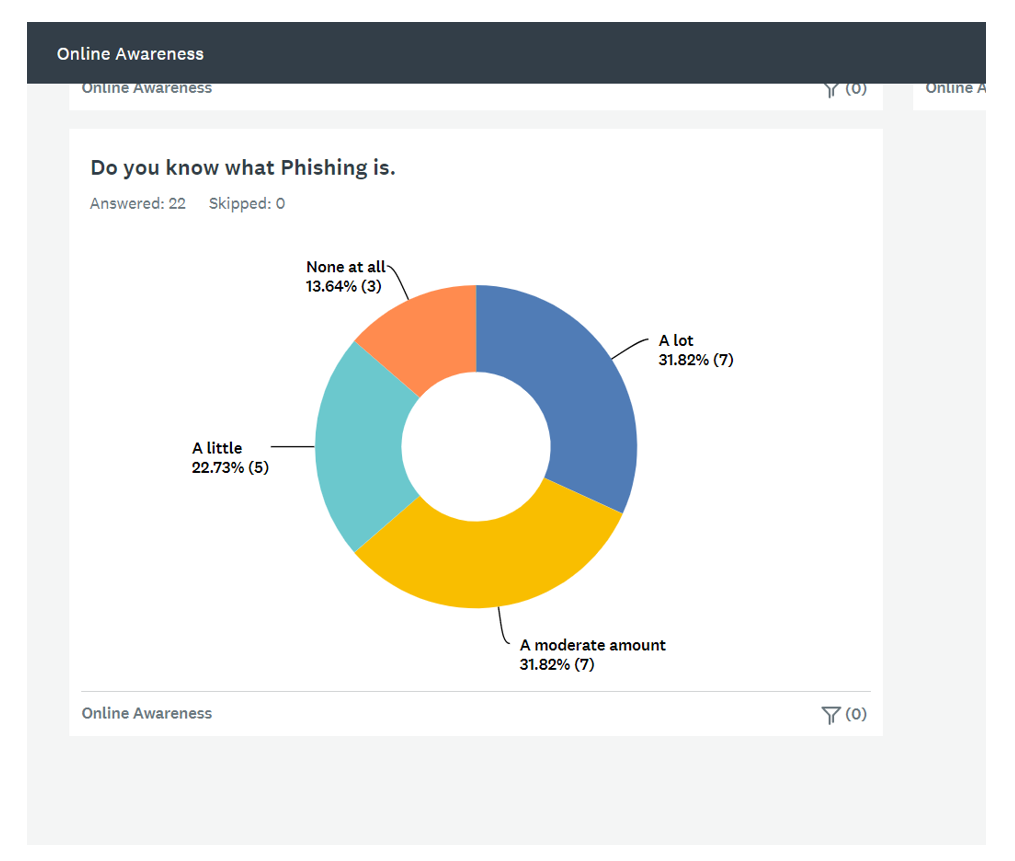 Online Awareness
Online Awareness (0) Online A
Do you know what Phishing is.
Answered: 22 Skipped: 0
None at all
13.64% (3)
A lot
31.82% (7)
A little
22.73% (5)
A moderate amount
31.82% (7)
Online Awareness (0)